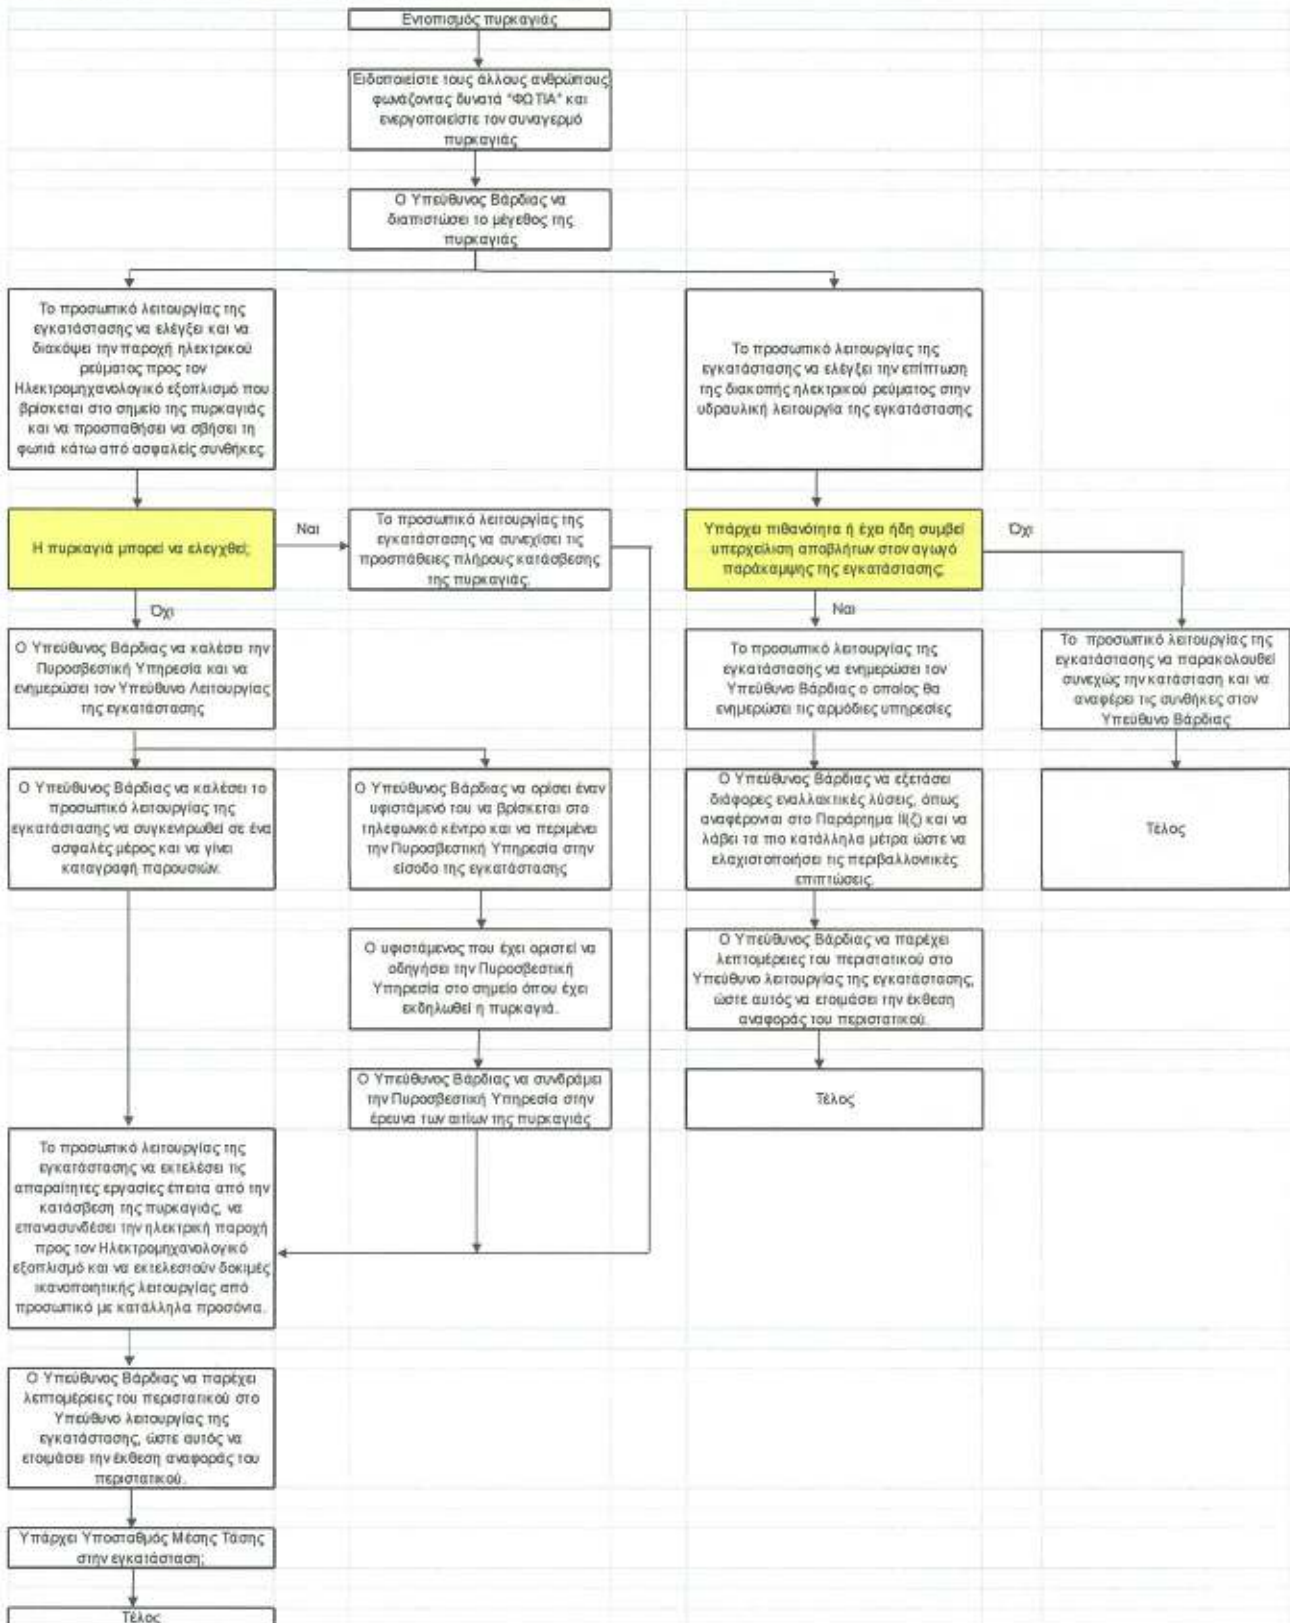 Εντοπισμός πυρκαγιάς
Ειδοποιείστε τους άλλους ανθρώπους
φωνάζοντας δυνατά "ΦΩΤΙΑ" και
ενεργοποιείστε τον συναγερμό
πυρκαγιάς
Ο Υπεύθυνος Βάρδιας να
διαπιστώσει το μέγεθος της
πυρκαγιάς
Το προσωπικό λειτουργίας της
εγκατάστασης να ελέγξει και να
διακόψει την παροχή ηλεκτρικού
ρεύματος προς τον
Ηλεκτρομηχανολογικό εξοπλισμό που
βρίσκεται στο σημείο της πυρκαγιάς
και να προσπαθήσει να σβήσει τη
φωτιά κάτω από ασφαλείς συνθήκες.
Το προσωπικό λειτουργίας της
εγκατάστασης να ελέγξει την επίπτωση
της διακοπής ηλεκτρικού ρεύματος στην
υδραυλική λειτουργία της εγκατάστασης
Η πυρκαγιά μπορεί να ελεγχθεί;
Ναι
Το προσωπικό λειτουργίας της
εγκατάστασης να συνεχίσει τις
προσπάθειες πλήρους κατάσβεσης
της πυρκαγιάς.
Υπάρχει πιθανότητα ή έχει ήδη συμβεί
υπερχείλιση αποβλήτων στον αγωγό
παράκαμψης της εγκατάστασης;
Όχι
Όχι
Ναι
Ο Υπεύθυνος Βάρδιας να καλέσει την
Πυροσβεστική Υπηρεσία και να
ενημερώσει τον Υπεύθυνο Λειτουργίας
της εγκατάστασης
Το προσωπικό λειτουργίας της
εγκατάστασης να ενημερώσει τον
Υπεύθυνο Βάρδιας ο οποίος θα
ενημερώσει τις αρμόδιες υπηρεσίες
Το προσωπικό λειτουργίας της
εγκατάστασης να παρακολουθεί
συνεχώς την κατάσταση και να
αναφέρει τις συνθήκες στον
Υπεύθυνο Βάρδιας
Ο Υπεύθυνος Βάρδιας να καλέσει το
προσωπικό λειτουργίας της
εγκατάστασης να συγκεντρωθεί σε ένα
ασφαλές μέρος και να γίνει
καταγραφή παρουσιών.
Ο Υπεύθυνος Βάρδιας να ορίσει έναν
υφιστάμενό του να βρίσκεται στο
τηλεφωνικό κέντρο και να περιμένει
την Πυροσβεστική Υπηρεσία στην
είσοδο της εγκατάστασης
Ο Υπεύθυνος Βάρδιας να εξετάσει
διάφορες εναλλακτικές λύσεις, όπως
αναφέρονται στο Παράρτημα ΙΙ(ζ) και να
λάβει τα πιο κατάλληλα μέτρα ώστε να
ελαχιστοποιήσει τις περιβαλλοντικές
επιπτώσεις.
Τέλος
Ο υφιστάμενος που έχει οριστεί να
οδηγήσει την Πυροσβεστική
Υπηρεσία στο σημείο όπου έχει
εκδηλωθεί η πυρκαγιά.
Ο Υπεύθυνος Βάρδιας να παρέχει
λεπτομέρειες του περιστατικού στο
Υπεύθυνο λειτουργίας της εγκατάστασης,
ώστε αυτός να ετοιμάσει την έκθεση
αναφοράς του περιστατικού.
Ο Υπεύθυνος Βάρδιας να συνδράμει
την Πυροσβεστική Υπηρεσία στην
έρευνα των αιτίων της πυρκαγιάς
Τέλος
Το προσωπικό λειτουργίας της
εγκατάστασης να εκτελέσει τις
απαραίτητες εργασίες έπειτα από την
κατάσβεση της πυρκαγιάς, να
επανασυνδέσει την ηλεκτρική παροχή
προς τον Ηλεκτρομηχανολογικό
εξοπλισμό και να εκτελεστούν δοκιμές
ικανοποιητικής λειτουργίας από
προσωπικό με κατάλληλα προσόντα.
Ο Υπεύθυνος Βάρδιας να παρέχει
λεπτομέρειες του περιστατικού στο
Υπεύθυνο λειτουργίας της
εγκατάστασης, ώστε αυτός να
ετοιμάσει την έκθεση αναφοράς του
περιστατικού.
Υπάρχει Υποσταθμός Μέσης Τάσης
στην εγκατάσταση;
Τέλος